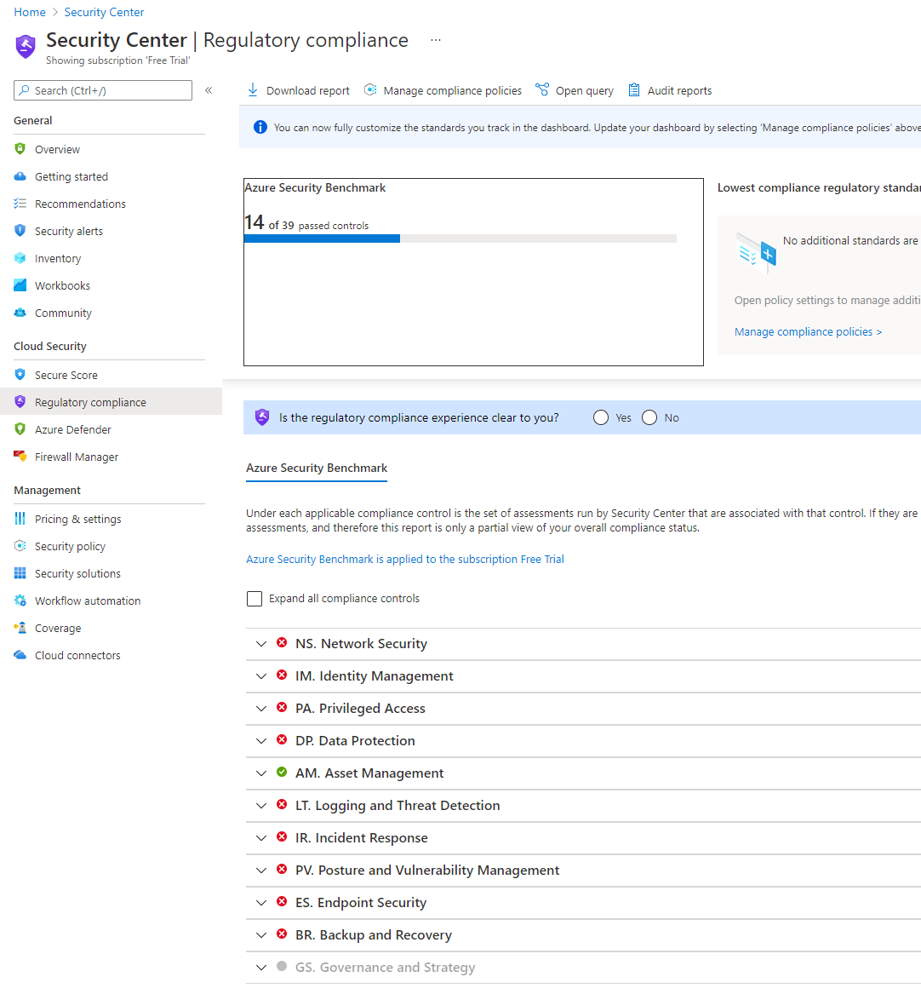 Home > Security Center
Security Center | Regulatory compliance ...
Showing subscription 'Free Trial'
Search (Ctrl+/) «
General
Overview
Getting started
Recommendations
Security alerts
Inventory
Workbooks
Community
Cloud Security
Secure Score
Regulatory compliance
Azure Defender
Firewall Manager
Management
Pricing & settings
Security policy
Security solutions
Workflow automation
Coverage
Cloud connectors
Download report Manage compliance policies Open query Audit reports
You can now fully customize the standards you track in the dashboard. Update your dashboard by selecting 'Manage compliance policies' above
Azure Security Benchmark
14 of 39 passed controls
Lowest compliance regulatory standar
No additional standards are
Open policy settings to manage additi
Manage compliance policies >
Is the regulatory compliance experience clear to you? Yes No
Azure Security Benchmark
Under each applicable compliance control is the set of assessments run by Security Center that are associated with that control. If they are
assessments, and therefore this report is only a partial view of your overall compliance status.
Azure Security Benchmark is applied to the subscription Free Trial
Expand all compliance controls
NS. Network Security
IM. Identity Management
PA. Privileged Access
DP. Data Protection
AM. Asset Management
LT. Logging and Threat Detection
IR. Incident Response
PV. Posture and Vulnerability Management
ES. Endpoint Security
BR. Backup and Recovery
GS. Governance and Strategy